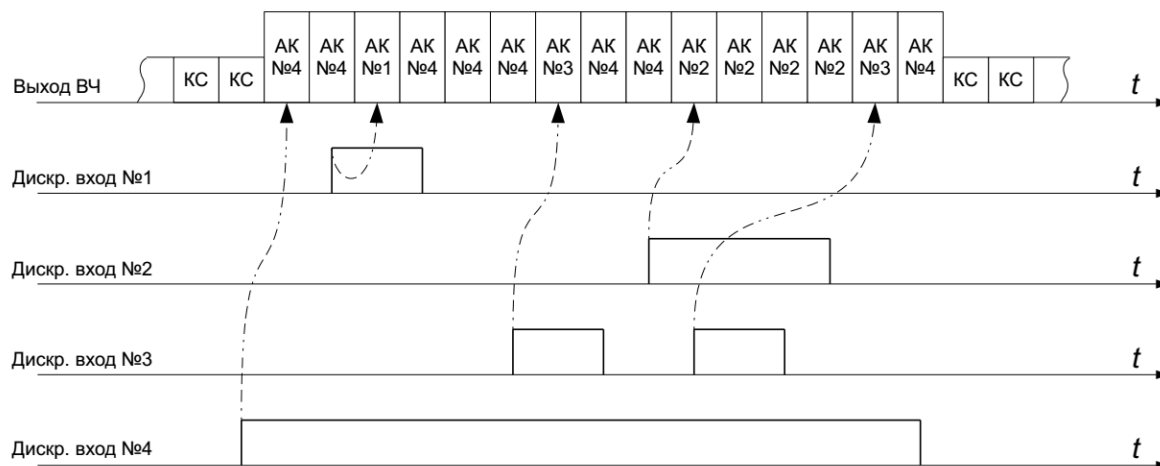 АК АК АК АК АК АК АК АК АК АК АК АК АК АК АК
№4 №4 №1 №4 №4 №4 №3 №4 №4 №2 №2 №2 №2 №3 №4
Выход ВЧ КС КС КС КС t
Дискр. вход №1 t
Дискр. вход №2 t
Дискр. вход №3 t
Дискр. вход №4 t